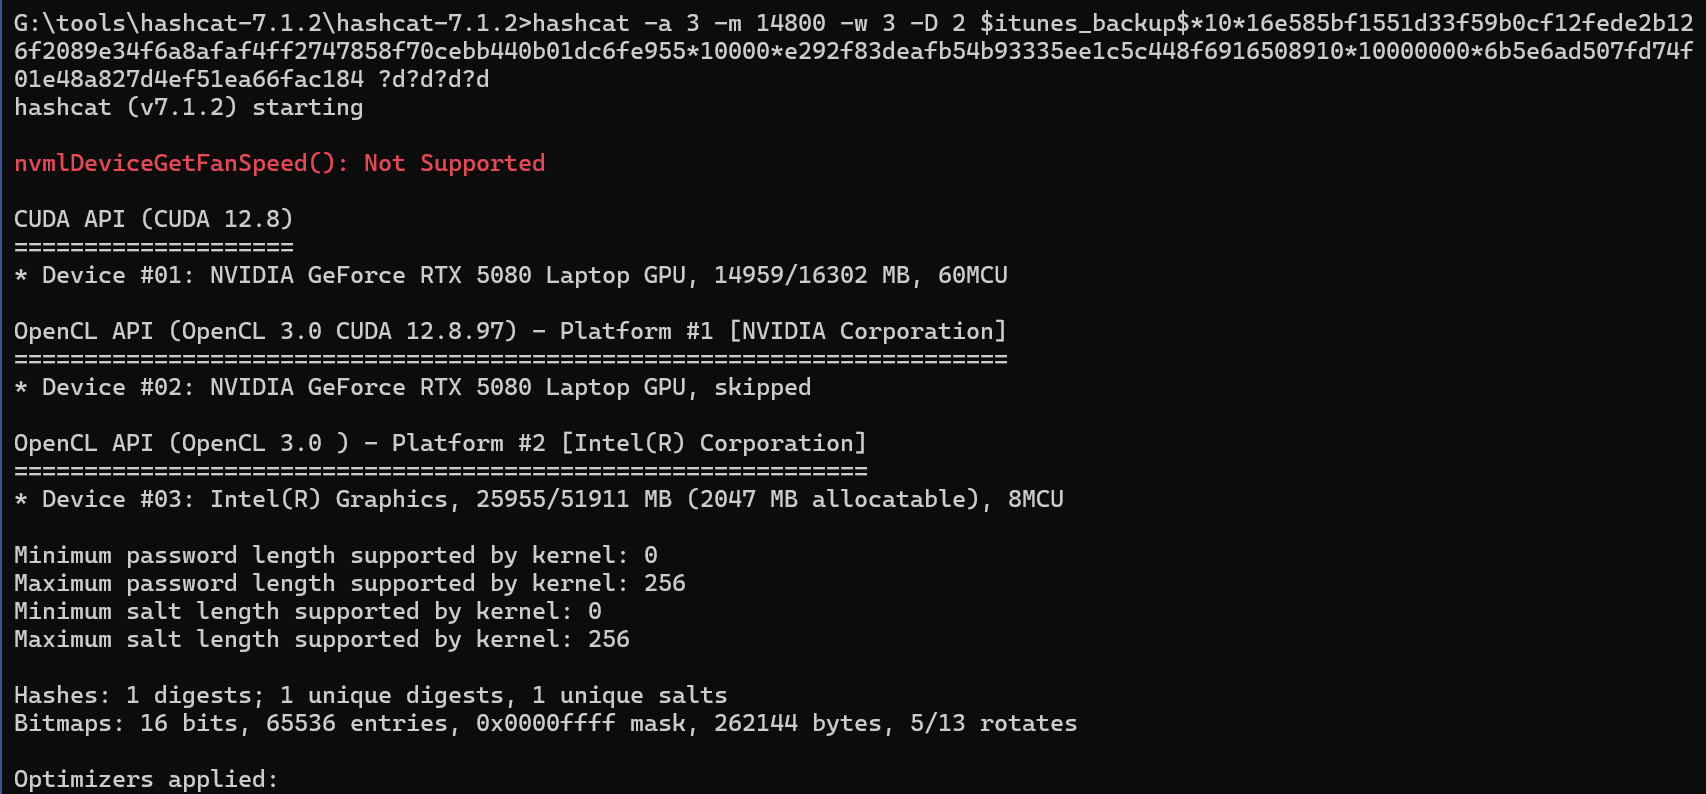 G:\tools\hashcat-7.1.2\hashcat-7.1.2>hashcat -a 3 -m 14800 -w 3 -D 2 $itunes_backup$*10*16e585bf1551d33f59b0cf12fede2b12
6f2089e34f6a8afaf4ff2747858f70cebb440b01dc6fe955*10000*e292f83deafb54b93335ee1c5c448f6916508910*10000000*6b5e6ad507fd74f
01e48a827d4ef51ea66fac184 ?d?d?d?d
hashcat (v7.1.2) starting
nvmlDeviceGetFanSpeed(): Not Supported
CUDA API (CUDA 12.8)
====================
* Device #01: NVIDIA GeForce RTX 5080 Laptop GPU, 14959/16302 MB, 60MCU
OpenCL API (OpenCL 3.0 CUDA 12.8.97) - Platform #1 [NVIDIA Corporation]
=======================================================================
* Device #02: NVIDIA GeForce RTX 5080 Laptop GPU, skipped
OpenCL API (OpenCL 3.0 ) - Platform #2 [Intel(R) Corporation]
=============================================================
* Device #03: Intel(R) Graphics, 25955/51911 MB (2047 MB allocatable), 8MCU
Minimum password length supported by kernel: 0
Maximum password length supported by kernel: 256
Minimum salt length supported by kernel: 0
Maximum salt length supported by kernel: 256
Hashes: 1 digests; 1 unique digests, 1 unique salts
Bitmaps: 16 bits, 65536 entries, 0x0000ffff mask, 262144 bytes, 5/13 rotates
Optimizers applied: